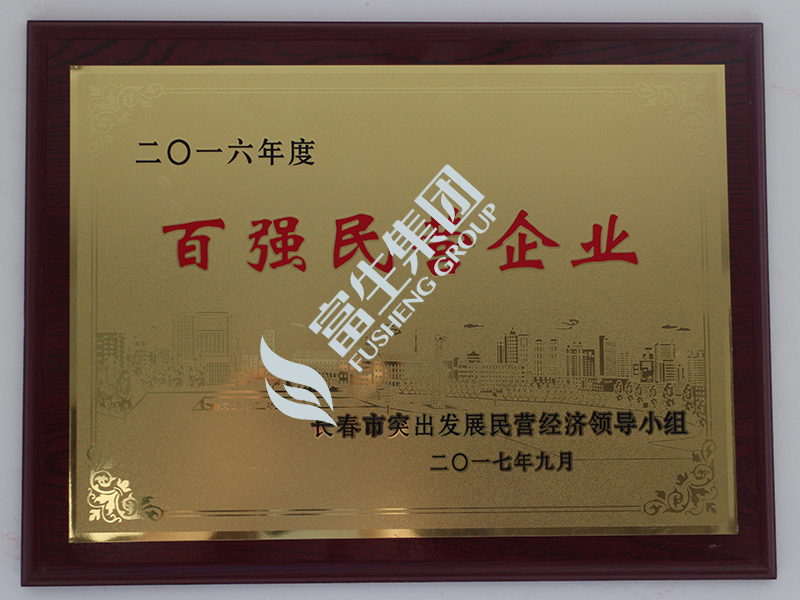 二〇一六年度
百强民营企业
富生集团
FUSHENG GROUP
长春市突出发展民营经济领导小组
二〇一七年九月